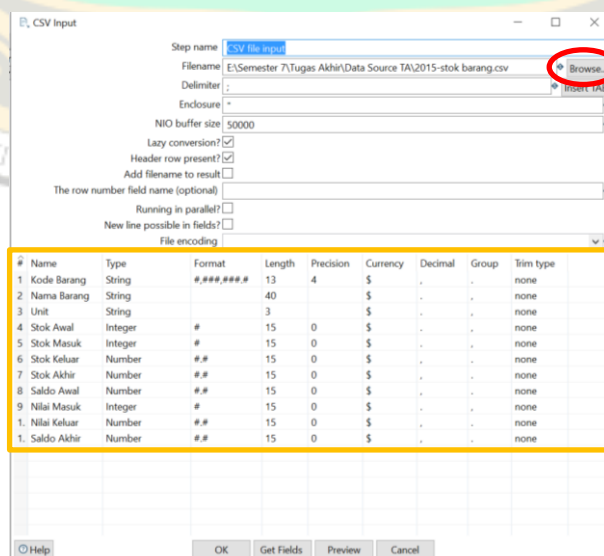 CSV Input
Step name CSV file input
Filename E:\Semester 7\Tugas Akhir\Data Source TA\2015-stok barang.csv Browse...
Delimiter ; Insert TAB
Enclosure "
NIO buffer size 50000
Lazy conversion?
Header row present?
Add filename to result
The row number field name (optional)
Running in parallel?
New line possible in fields?
File encoding
# Name Type Format Length Precision Currency Decimal Group Trim type
1 Kode Barang String #,###,###.# 13 4 $ , . none
2 Nama Barang String 40 $ , . none
3 Unit String 3 $ , . none
4 Stok Awal Integer # 15 0 $ , . none
5 Stok Masuk Integer # 15 0 $ , . none
6 Stok Keluar Number #.# 15 0 $ , . none
7 Stok Akhir Number #.# 15 0 $ , . none
8 Saldo Awal Number #.# 15 0 $ , . none
9 Nilai Masuk Integer # 15 0 $ , . none
1. Nilai Keluar Number #.# 15 0 $ , . none
1. Saldo Akhir Number #.# 15 0 $ , . none
Help OK Get Fields Preview Cancel